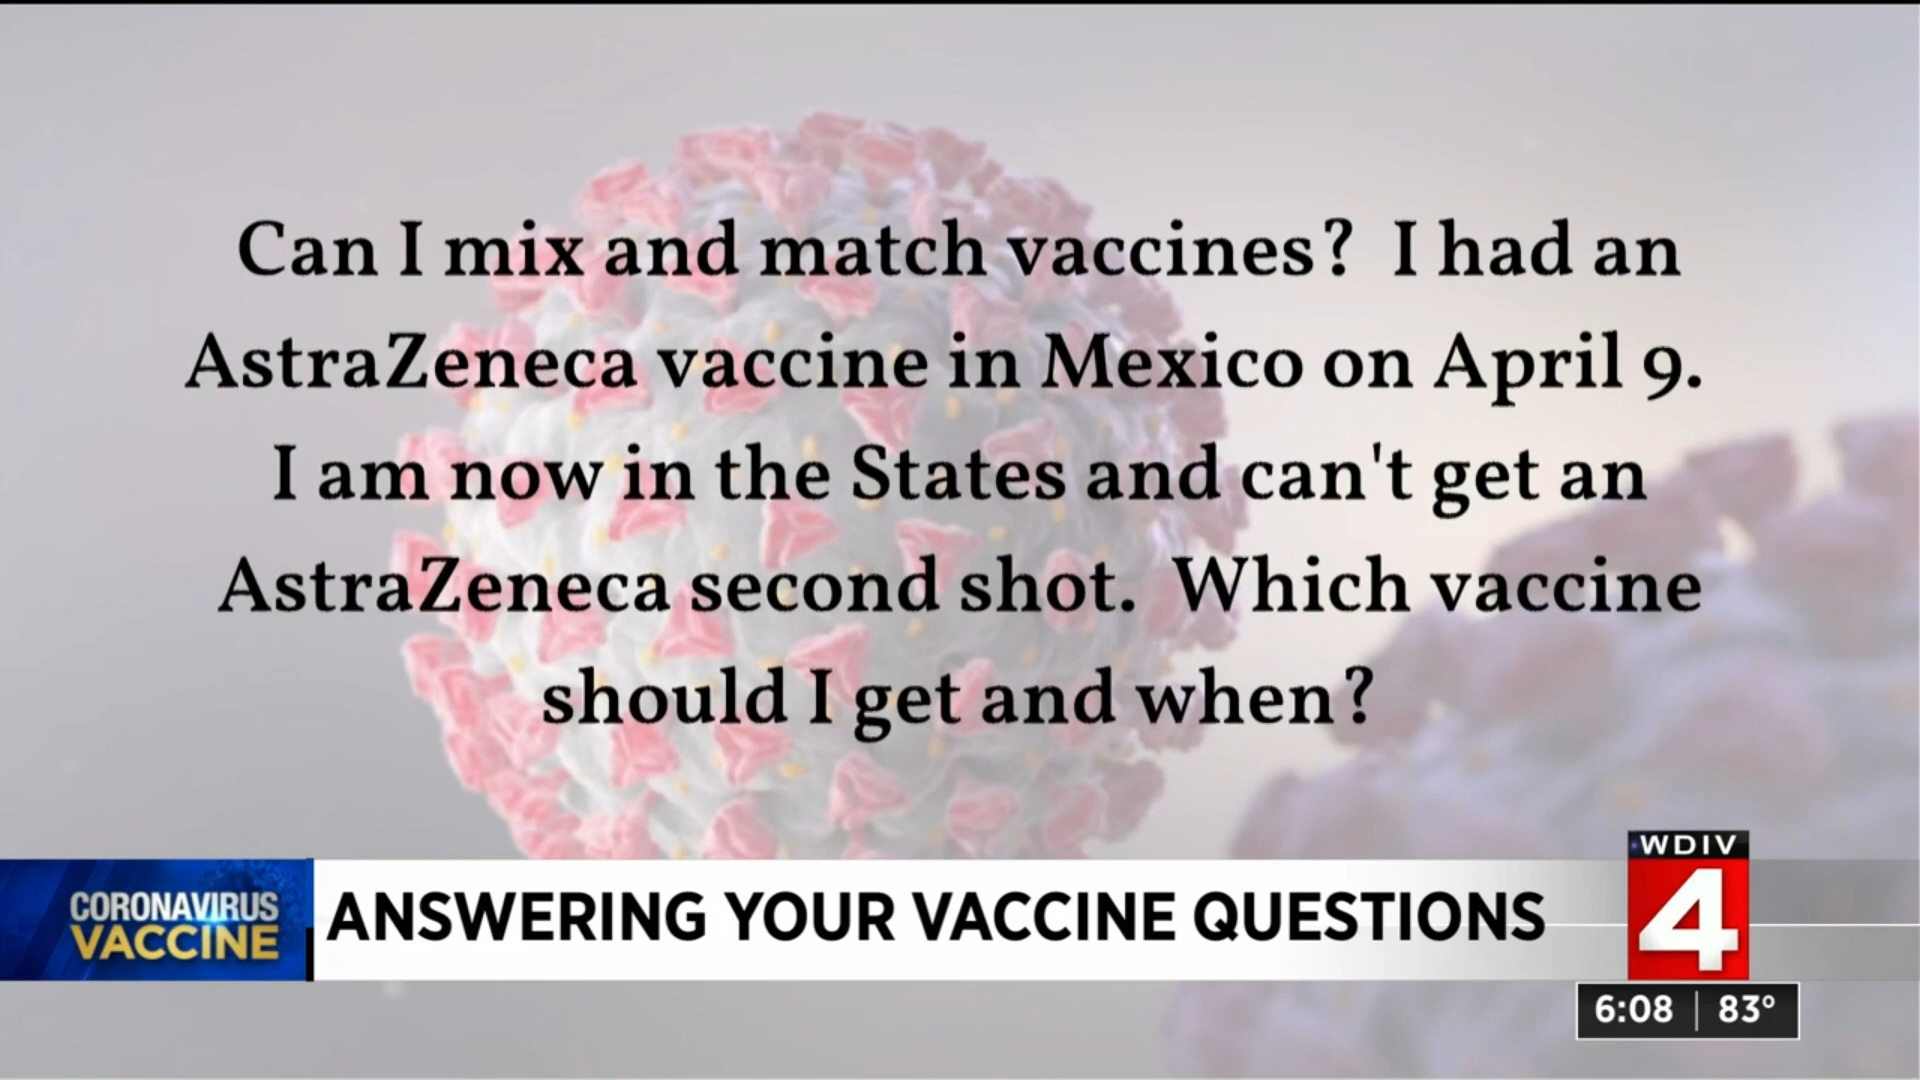 Can I mix and match vaccines?  I had an
AstraZeneca vaccine in Mexico on April 9.
I am now in the States and can't get an
AstraZeneca second shot.  Which vaccine
should I get and when?
WDIV
4
CORONAVIRUS
VACCINE
ANSWERING YOUR VACCINE QUESTIONS
6:08 | 83°